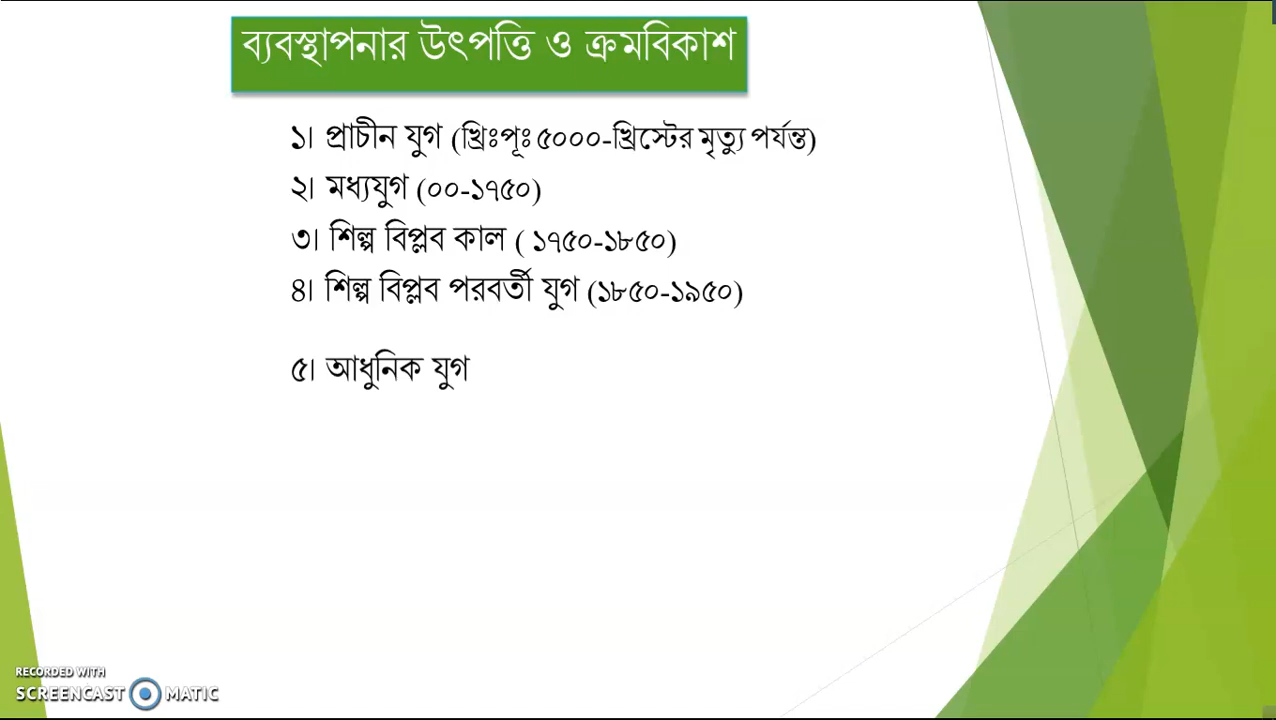 ব্যবস্থাপনার উৎপত্তি ও ক্রমবিকাশ
১। প্রাচীন যুগ (খ্রিঃপূঃ ৫০০০-খ্রিস্টের মৃত্যু পর্যন্ত)
২। মধ্যযুগ (০০-১৭৫০)
৩। শিল্প বিপ্লব কাল ( ১৭৫০-১৮৫০)
৪। শিল্প বিপ্লব পরবর্তী যুগ (১৮৫০-১৯৫০)
৫। আধুনিক যুগ
RECORDED WITH
SCREENCAST MATIC